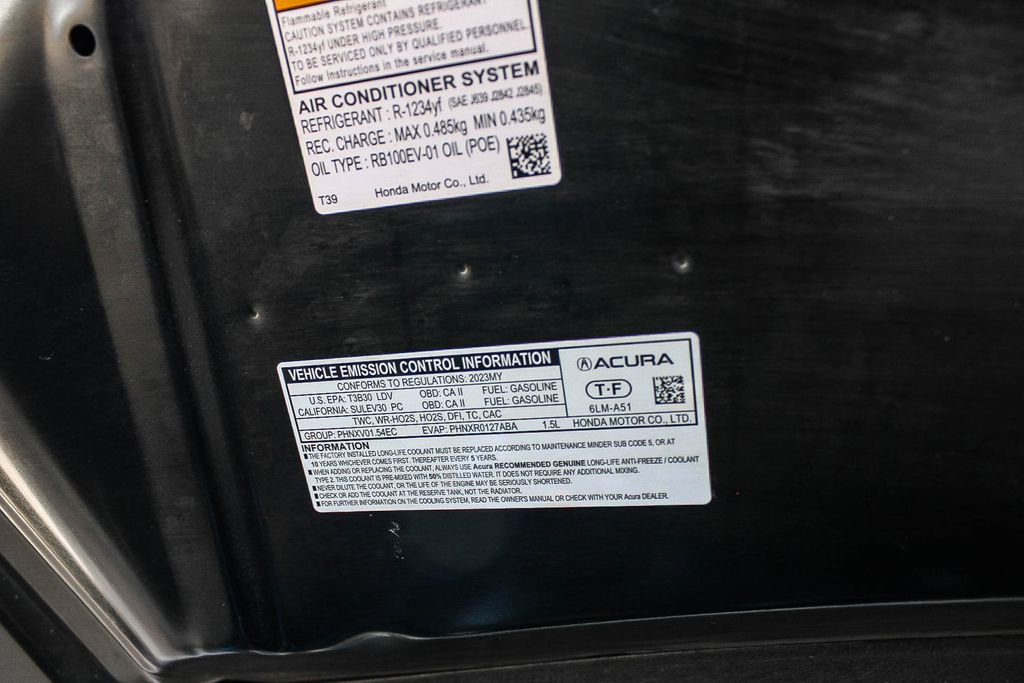 Flammable Refrigerant
CAUTION SYSTEM CONTAINS REFRIGERANT
R-1234yf UNDER HIGH PRESSURE.
TO BE SERVICED ONLY BY QUALIFIED PERSONNEL.
Follow Instructions in the service manual.
AIR CONDITIONER SYSTEM
REFRIGERANT : R-1234yf (SAE J639 J2842 J2845)
REC. CHARGE : MAX 0.485kg MIN 0.435kg
OIL TYPE : RB100EV-01 OIL (POE)
T39 Honda Motor Co., Ltd.
VEHICLE EMISSION CONTROL INFORMATION
CONFORMS TO REGULATIONS: 2023MY
U.S. EPA: T3B30 LDV OBD: CA II FUEL: GASOLINE
CALIFORNIA: SULEV30 PC OBD: CA II FUEL: GASOLINE
TWC, WR-HO2S, HO2S, DFI, TC, CAC
GROUP: PHNXV01.54EC EVAP: PHNXR0127ABA 1.5L
ACURA
T·F
6LM-A51
HONDA MOTOR CO., LTD.
INFORMATION
■ THE FACTORY INSTALLED LONG-LIFE COOLANT MUST BE REPLACED ACCORDING TO MAINTENANCE MINDER SUB CODE 5, OR AT
10 YEARS WHICHEVER COMES FIRST. THEREAFTER EVERY 5 YEARS.
■ WHEN ADDING OR REPLACING THE COOLANT, ALWAYS USE Acura RECOMMENDED GENUINE LONG-LIFE ANTI-FREEZE / COOLANT
TYPE 2. THIS COOLANT IS PRE-MIXED WITH 50% DISTILLED WATER. IT DOES NOT REQUIRE ANY ADDITIONAL MIXING.
■ NEVER DILUTE THE COOLANT, OR THE LIFE OF THE ENGINE MAY BE SERIOUSLY SHORTENED.
■ CHECK OR ADD THE COOLANT AT THE RESERVE TANK, NOT THE RADIATOR.
■ FOR FURTHER INFORMATION ON THE COOLING SYSTEM, READ THE OWNER'S MANUAL OR CHECK WITH YOUR Acura DEALER.